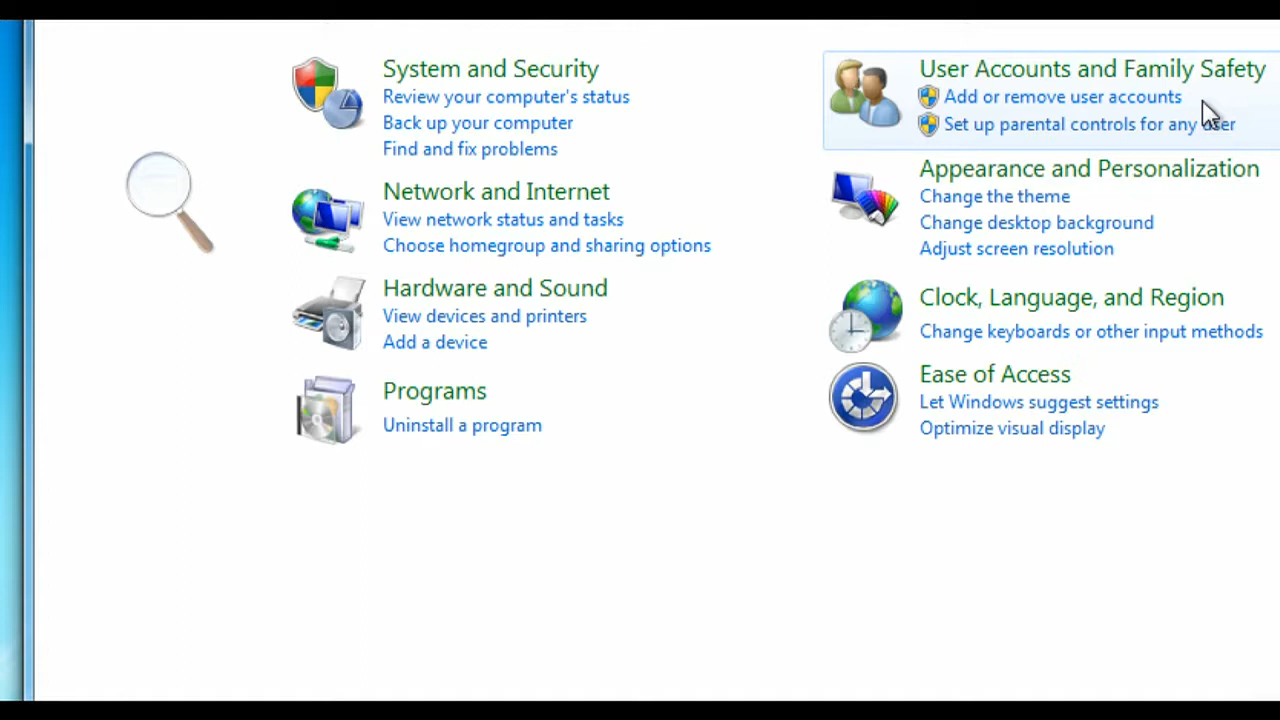 System and Security
Review your computer's status
Back up your computer
Find and fix problems
Network and Internet
View network status and tasks
Choose homegroup and sharing options
Hardware and Sound
View devices and printers
Add a device
Programs
Uninstall a program
User Accounts and Family Safety
Add or remove user accounts
Set up parental controls for any user
Appearance and Personalization
Change the theme
Change desktop background
Adjust screen resolution
Clock, Language, and Region
Change keyboards or other input methods
Ease of Access
Let Windows suggest settings
Optimize visual display